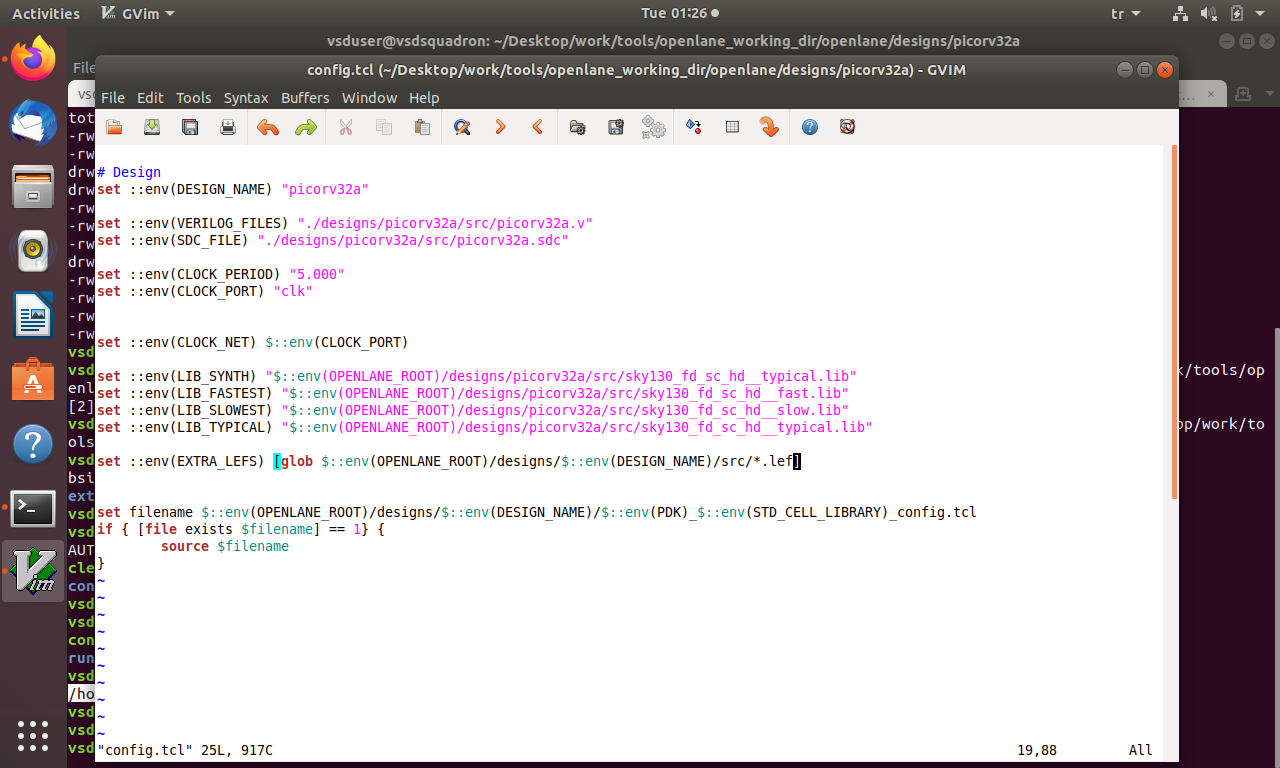 Activities
GVim
Tue 01:26
tr
vsduser@vsdsquadron: ~/Desktop/work/tools/openlane_working_dir/openlane/designs/picorv32a
File
config.tcl (~/Desktop/work/tools/openlane_working_dir/openlane/designs/picorv32a) - GVIM
File Edit Tools Syntax Buffers Window Help
# Design
set ::env(DESIGN_NAME) "picorv32a"
set ::env(VERILOG_FILES) "./designs/picorv32a/src/picorv32a.v"
set ::env(SDC_FILE) "./designs/picorv32a/src/picorv32a.sdc"
set ::env(CLOCK_PERIOD) "5.000"
set ::env(CLOCK_PORT) "clk"
set ::env(CLOCK_NET) $::env(CLOCK_PORT)
set ::env(LIB_SYNTH) "$::env(OPENLANE_ROOT)/designs/picorv32a/src/sky130_fd_sc_hd__typical.lib"
set ::env(LIB_FASTEST) "$::env(OPENLANE_ROOT)/designs/picorv32a/src/sky130_fd_sc_hd__fast.lib"
set ::env(LIB_SLOWEST) "$::env(OPENLANE_ROOT)/designs/picorv32a/src/sky130_fd_sc_hd__slow.lib"
set ::env(LIB_TYPICAL) "$::env(OPENLANE_ROOT)/designs/picorv32a/src/sky130_fd_sc_hd__typical.lib"
set ::env(EXTRA_LEFS) [glob $::env(OPENLANE_ROOT)/designs/$::env(DESIGN_NAME)/src/*.lef]
set filename $::env(OPENLANE_ROOT)/designs/$::env(DESIGN_NAME)/$::env(PDK)_$::env(STD_CELL_LIBRARY)_config.tcl
if { [file exists $filename] == 1} {
source $filename
}
~
~
~
~
~
~
~
~
~
~
"config.tcl" 25L, 917C
19,88
All
vsd
tot
-rw
-rw
drw
drw
-rw
-rw
-rw
drw
-rw
-rw
-rw
-rw
vsd
vsd
enl
[2]
vsd
ols
vsd
bsi
ext
vsd
vsd
AUT
cle
con
vsd
vsd
con
run
vsd
/ho
vsd
vsd
vsd
k/tools/op
op/work/to